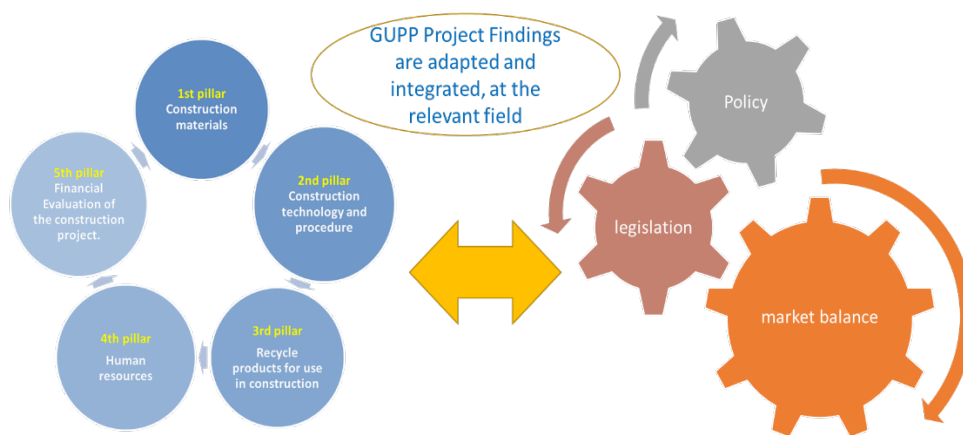 GUPP Project Findings
are adapted and
integrated, at the
relevant field
1st pillar
Construction
materials
2nd pillar
Construction
technology and
procedure
3rd pillar
Recycle
products for use
in construction
4th pillar
Human
resources
5th pillar
Financial
Evaluation of
the construction
project.
Policy
legislation
market balance